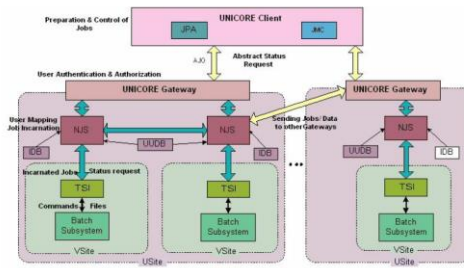 UNICORE Client
Preparation & Control of
Jobs
JPA
JMC
AJO
Abstract Status
Request
User Authentication & Authorization
UNICORE Gateway
UNICORE Gateway
User Mapping
Job Incarnation
NJS
NJS
Sending Jobs/ Data
to otherGateways
NJS
IDB
UUDB
IDB
UUDB
IDB
...
Incarnated Jobs
Status request
TSI
TSI
TSI
Commands
Files
Batch
Subsystem
Batch
Subsystem
Batch
Subsystem
VSite
VSite
VSite
USite
USite